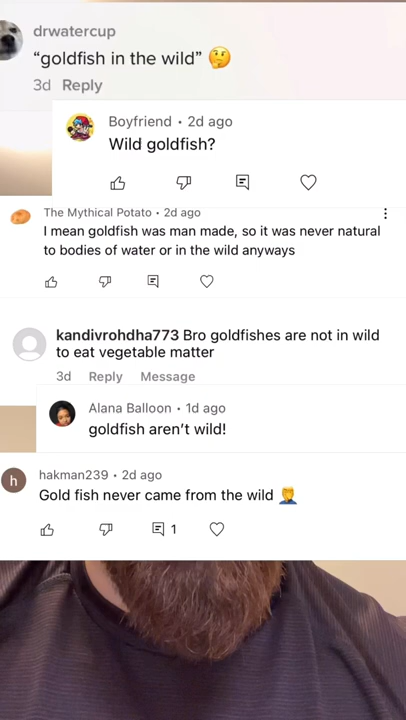 drwatercup
“goldfish in the wild” 🤔
3d Reply
Boyfriend • 2d ago
Wild goldfish?
The Mythical Potato • 2d ago
I mean goldfish was man made, so it was never natural
to bodies of water or in the wild anyways
kandivrohdha773 Bro goldfishes are not in wild
to eat vegetable matter
3d Reply Message
Alana Balloon • 1d ago
goldfish aren’t wild!
h
hakman239 • 2d ago
Gold fish never came from the wild 🤦
1